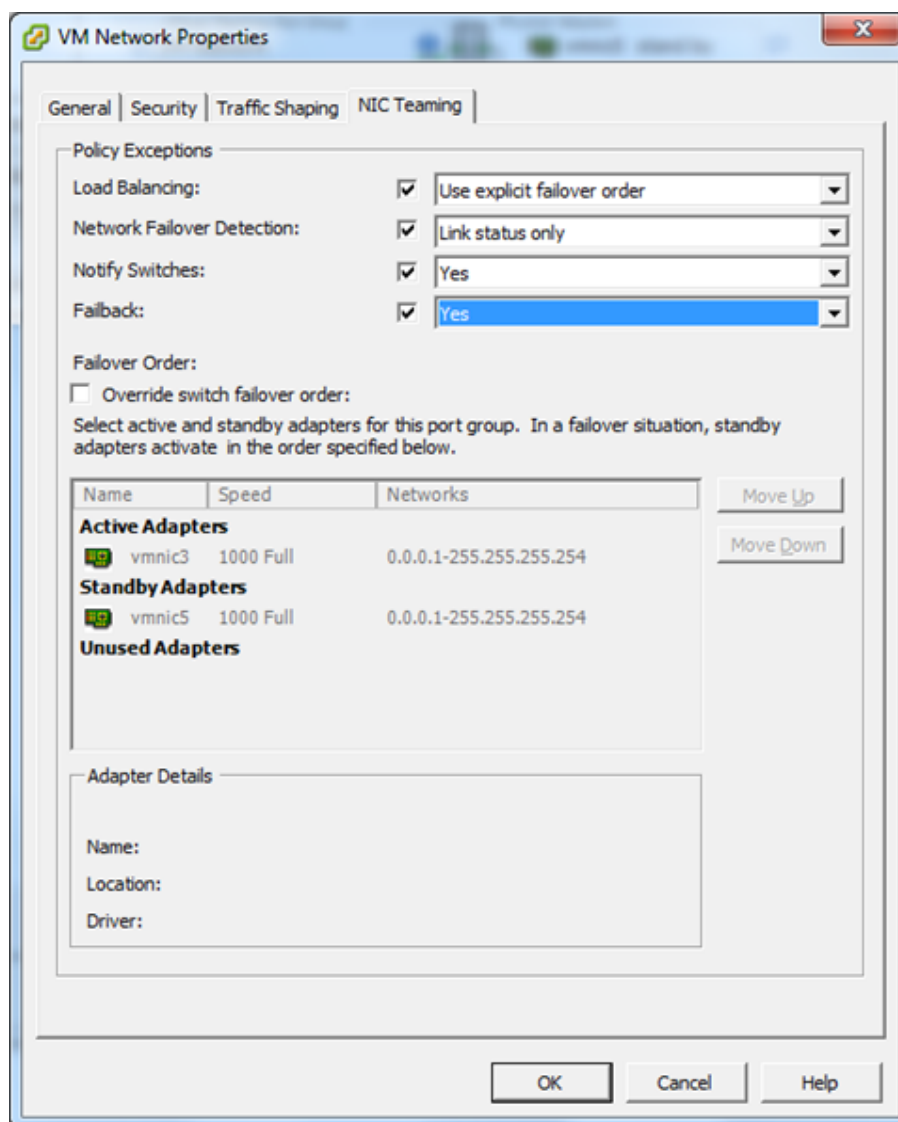 VM Network Properties
General Security Traffic Shaping NIC Teaming
Policy Exceptions
Load Balancing: Use explicit failover order
Network Failover Detection: Link status only
Notify Switches: Yes
Failback: Yes
Failover Order:
Override switch failover order:
Select active and standby adapters for this port group. In a failover situation, standby
adapters activate in the order specified below.
Name Speed Networks Move Up
Active Adapters
Move Down
vmnic3 1000 Full 0.0.0.1-255.255.255.254
Standby Adapters
vmnic5 1000 Full 0.0.0.1-255.255.255.254
Unused Adapters
Adapter Details
Name:
Location:
Driver:
OK Cancel Help